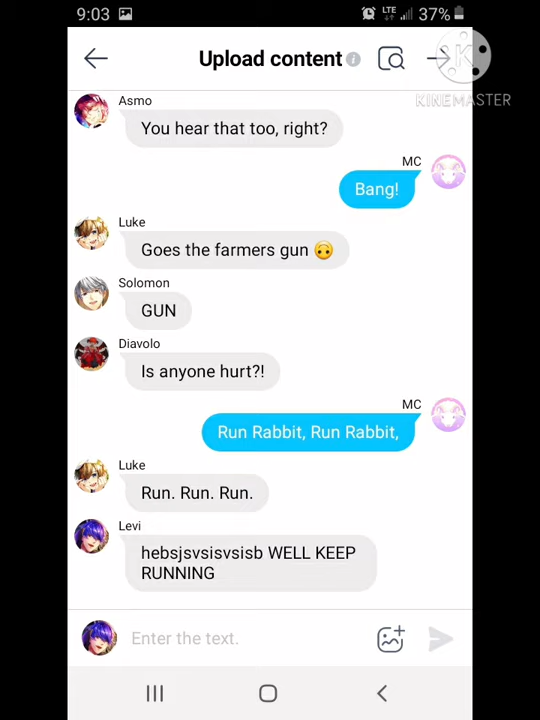 9:03 LTE 37%
Upload content i
K
KINEMASTER
Asmo
You hear that too, right?
MC
Bang!
Luke
Goes the farmers gun 🙃
Solomon
GUN
Diavolo
Is anyone hurt?!
MC
Run Rabbit, Run Rabbit,
Luke
Run. Run. Run.
Levi
hebsjsvsisvsisb WELL KEEP
RUNNING
Enter the text.